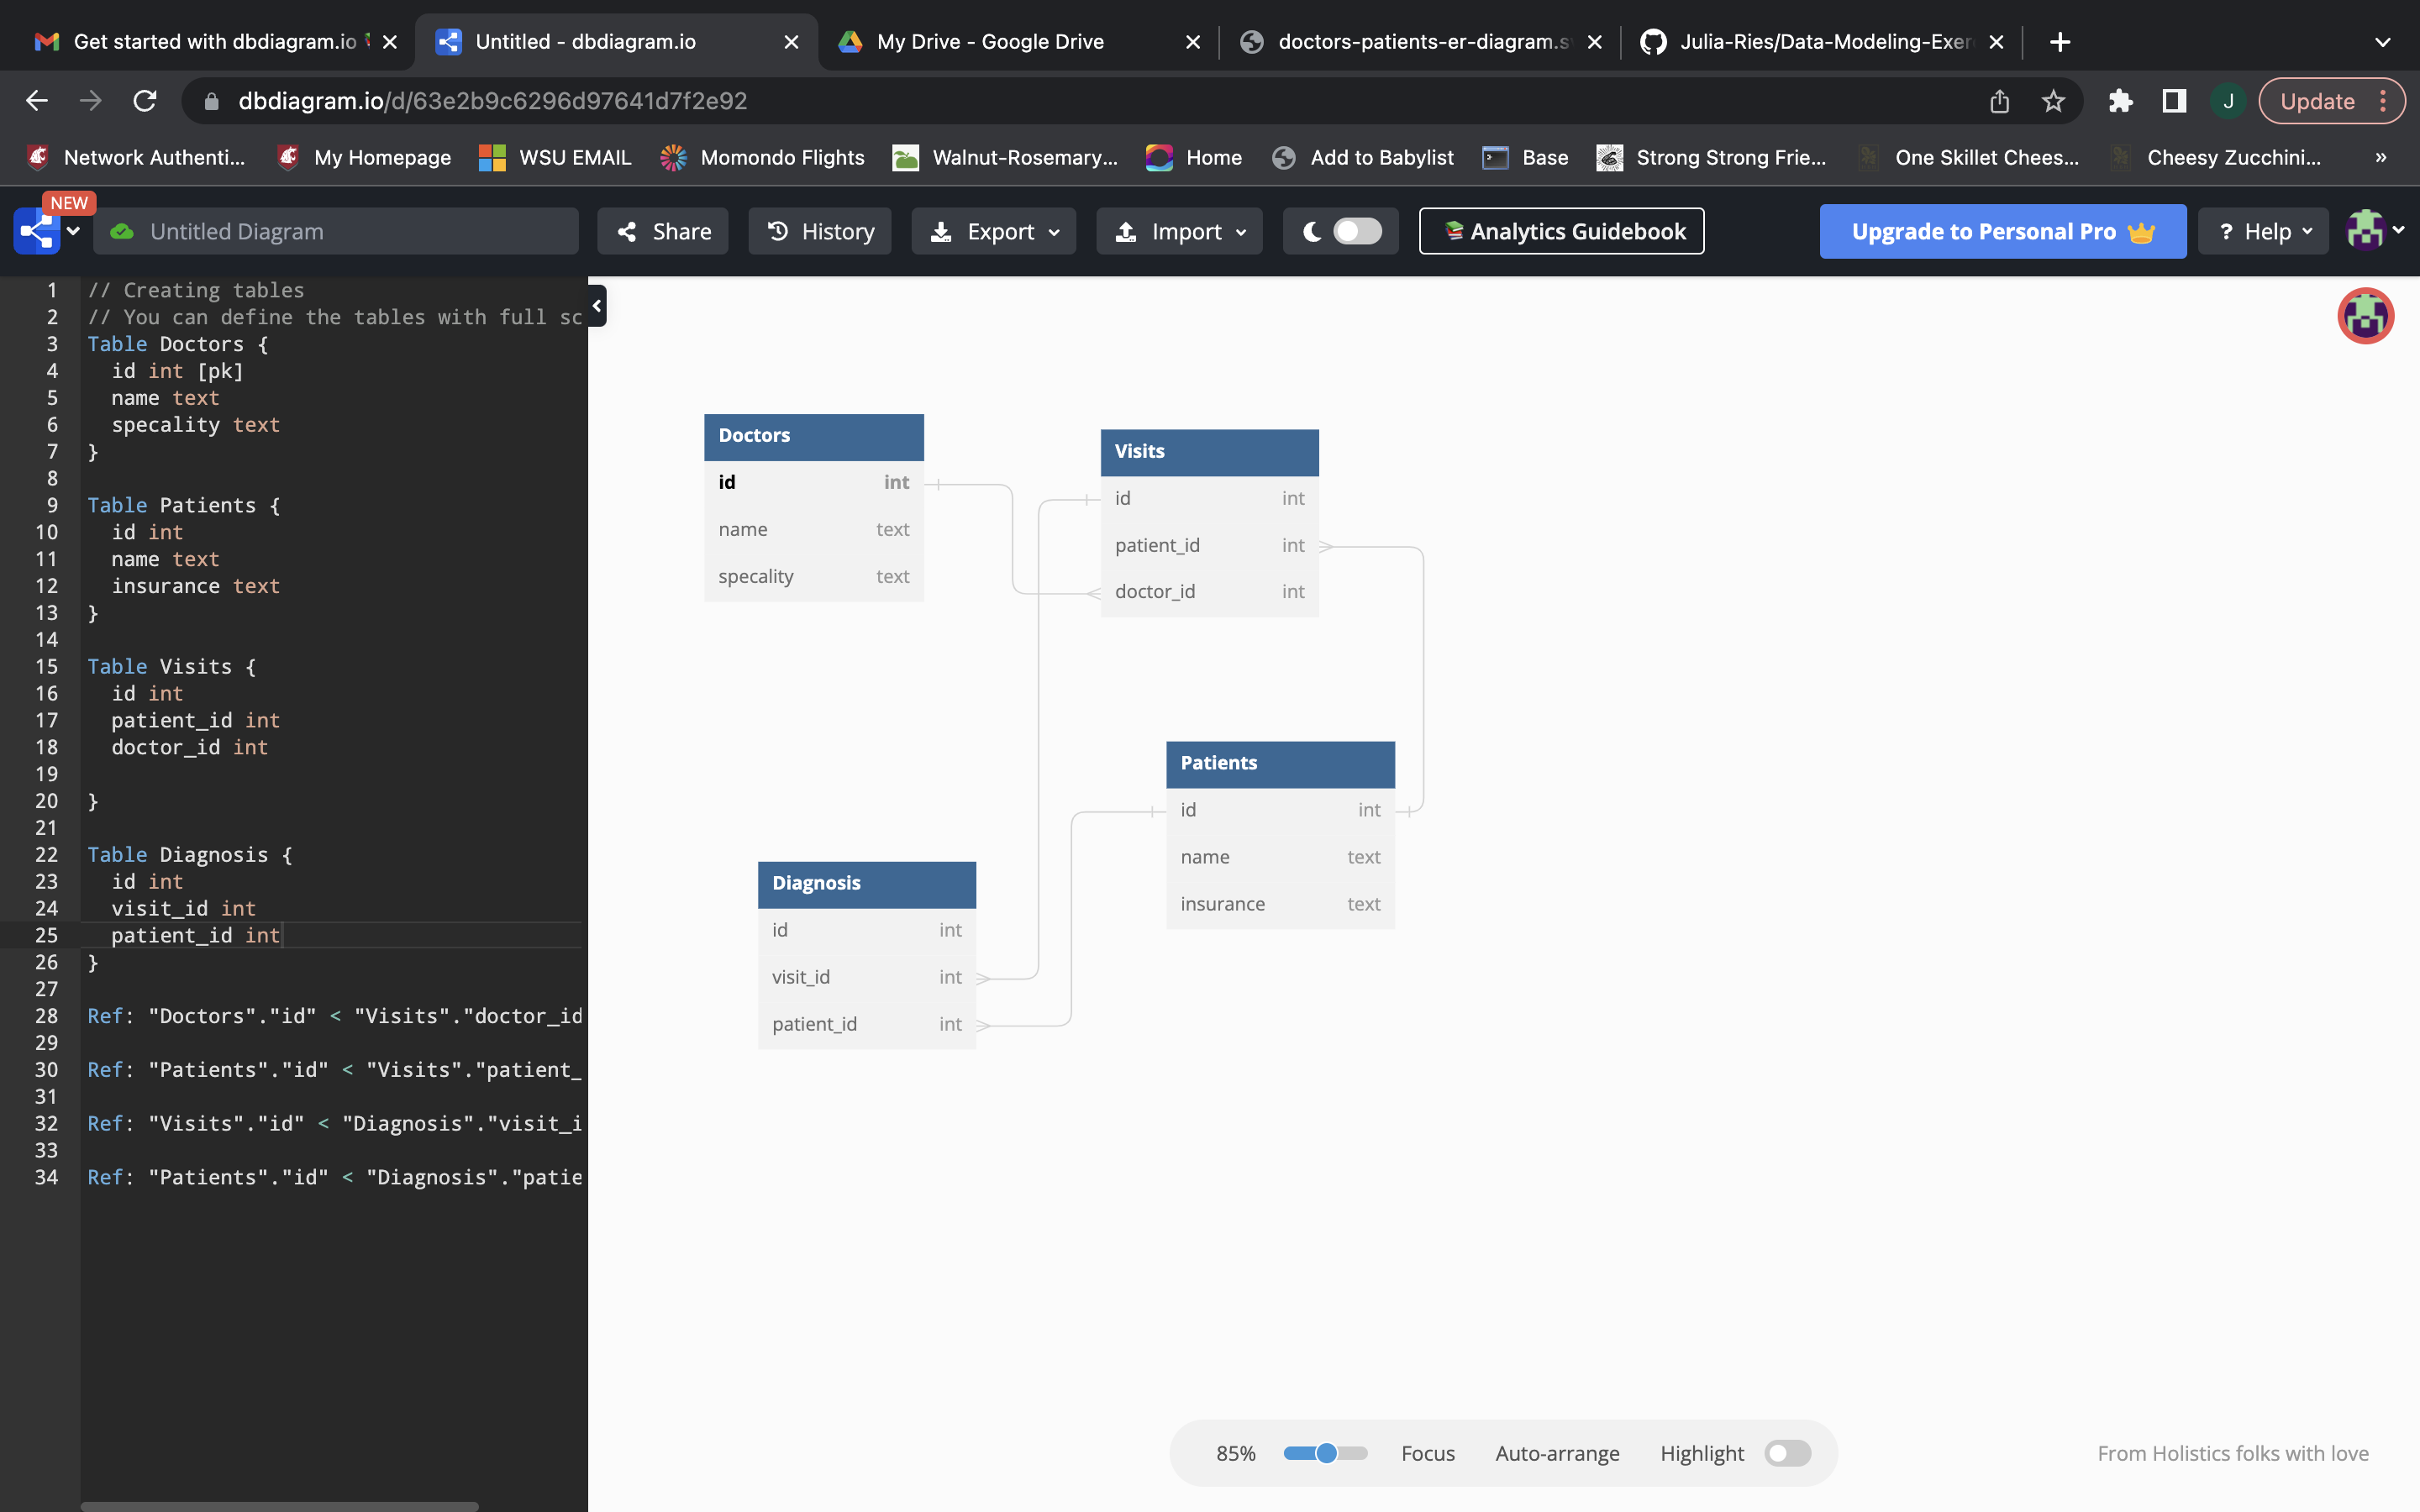 Get started with dbdiagram.io
Untitled - dbdiagram.io
My Drive - Google Drive
doctors-patients-er-diagram.s
Julia-Ries/Data-Modeling-Exer
dbdiagram.io/d/63e2b9c6296d97641d7f2e92
J
Update
Network Authenti...
My Homepage
WSU EMAIL
Momondo Flights
Walnut-Rosemary...
Home
Add to Babylist
Base
Strong Strong Frie...
One Skillet Chees...
Cheesy Zucchini...
»
NEW
Untitled Diagram
Share
History
Export
Import
Analytics Guidebook
Upgrade to Personal Pro
? Help
1 // Creating tables
2 // You can define the tables with full sc
3 Table Doctors {
4 id int [pk]
5 name text
6 specality text
7 }
8
9 Table Patients {
10 id int
11 name text
12 insurance text
13 }
14
15 Table Visits {
16 id int
17 patient_id int
18 doctor_id int
19
20 }
21
22 Table Diagnosis {
23 id int
24 visit_id int
25 patient_id int
26 }
27
28 Ref: "Doctors"."id" < "Visits"."doctor_id
29
30 Ref: "Patients"."id" < "Visits"."patient_
31
32 Ref: "Visits"."id" < "Diagnosis"."visit_i
33
34 Ref: "Patients"."id" < "Diagnosis"."patie
Doctors
id int
name text
specality text
Visits
id int
patient_id int
doctor_id int
Patients
id int
name text
insurance text
Diagnosis
id int
visit_id int
patient_id int
85%
Focus
Auto-arrange
Highlight
From Holistics folks with love